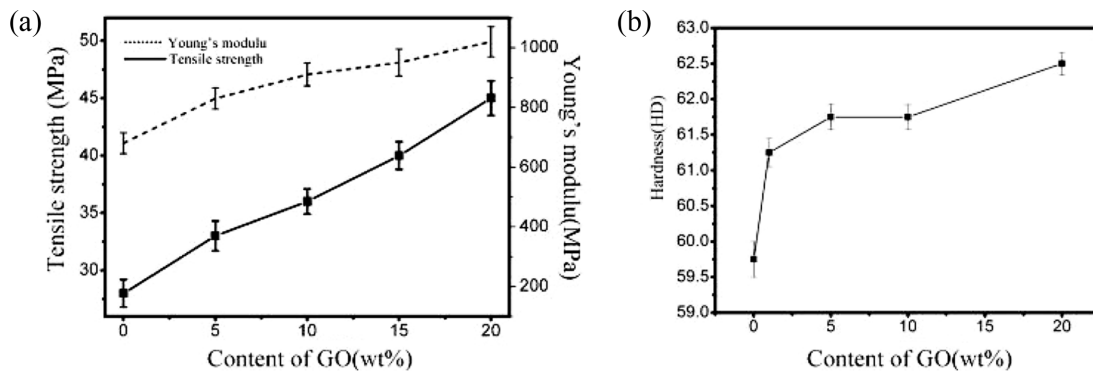 (a)
Tensile strength (MPa)
50
45
40
35
30
Young's modulu
Tensile strength
1000
800
600
400
200
Young's modulu(MPa)
0 5 10 15 20
Content of GO(wt%)
(b)
Hardness(HD)
63.0
62.5
62.0
61.5
61.0
60.5
60.0
59.5
59.0
0 5 10 15 20
Content of GO(wt%)